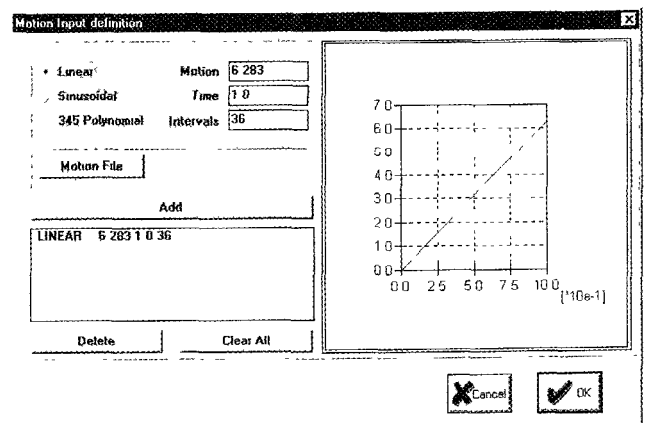 Motion Input definition
Linear Motion 6 283
Sinusoidal Time 1 0
345 Polynomial Intervals 36
Motion File
Add
LINEAR 6 283 1 0 36
Delete Clear All
7 0
6 0
5 0
4 0
3 0
2 0
1 0
0 0
0 0 2 5 5 0 7 5 10 0
[*10e-1]
Cancel OK